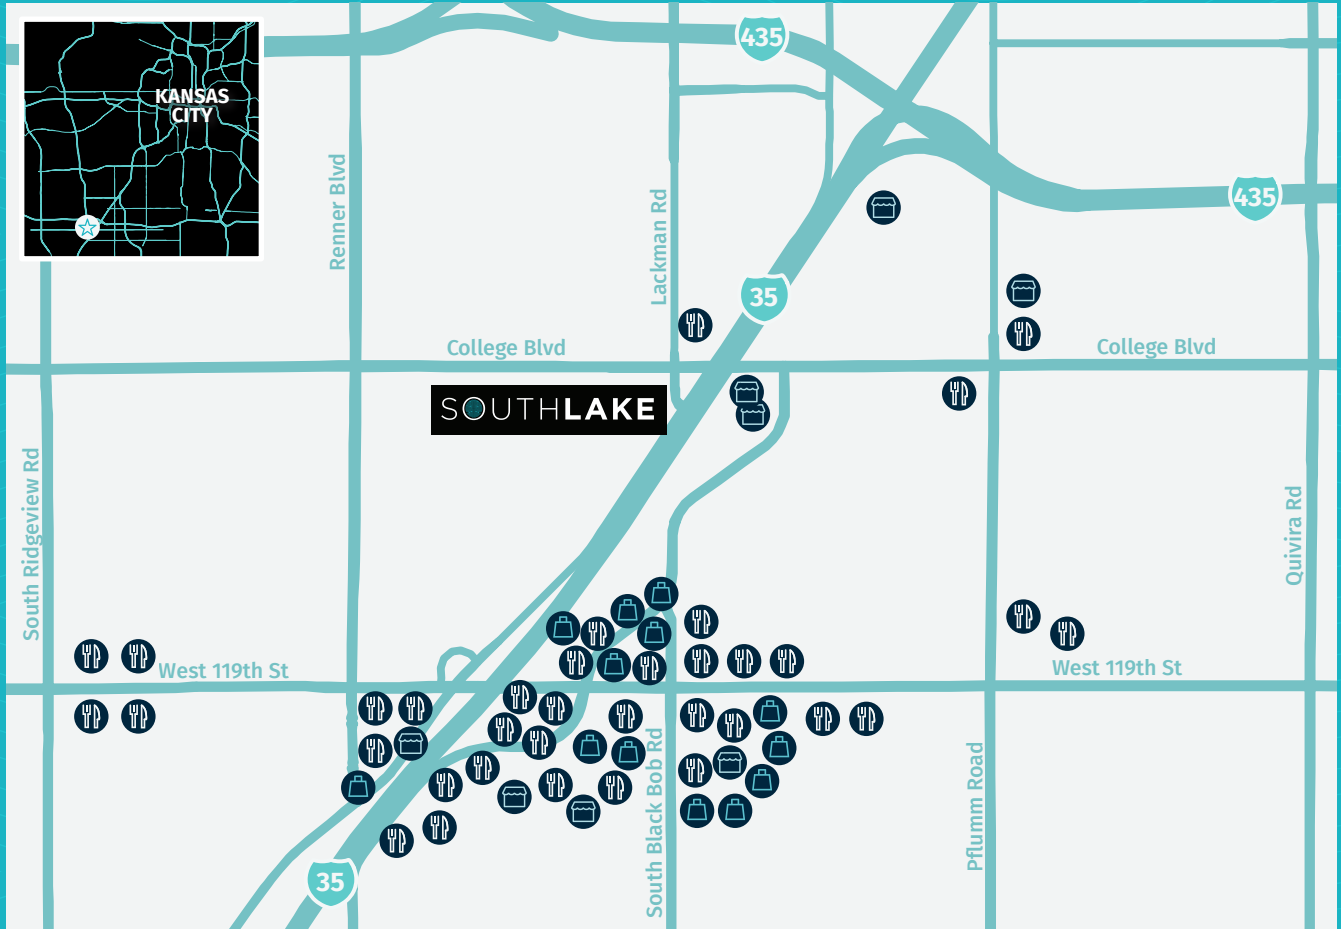 435
KANSAS
CITY
Renner Blvd
Lackman Rd
435
35
College Blvd
College Blvd
SOUTHLAKE
South Ridgeview Rd
Quivira Rd
West 119th St
West 119th St
South Black Bob Rd
Pflumm Road
35